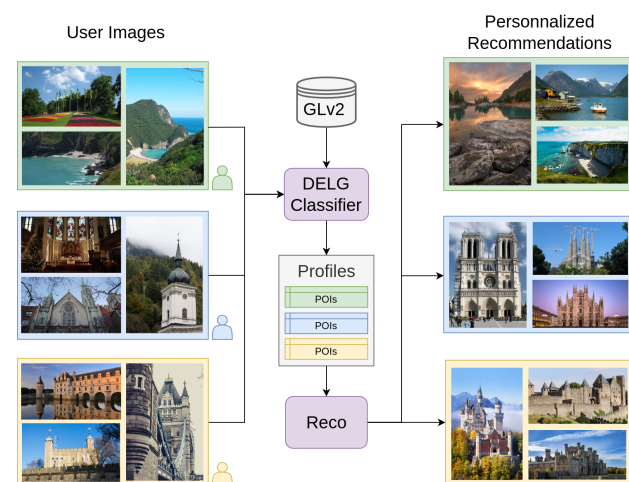 User Images
Personnalized
Recommendations
GLv2
DELG
Classifier
Profiles
POIs
POIs
POIs
Reco